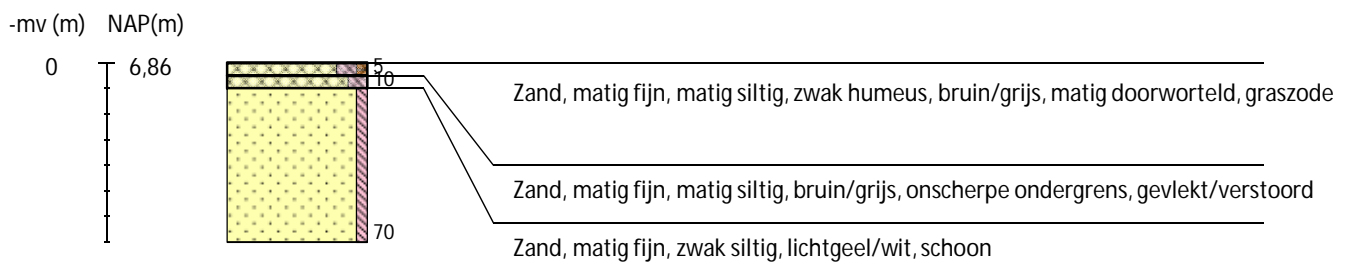 -mv (m) NAP(m)
0 6,86
5
10
70
Zand, matig fijn, matig siltig, zwak humeus, bruin/grijs, matig doorworteld, graszode
Zand, matig fijn, matig siltig, bruin/grijs, onscherpe ondergrens, gevlekt/verstoord
Zand, matig fijn, zwak siltig, lichtgeel/wit, schoon